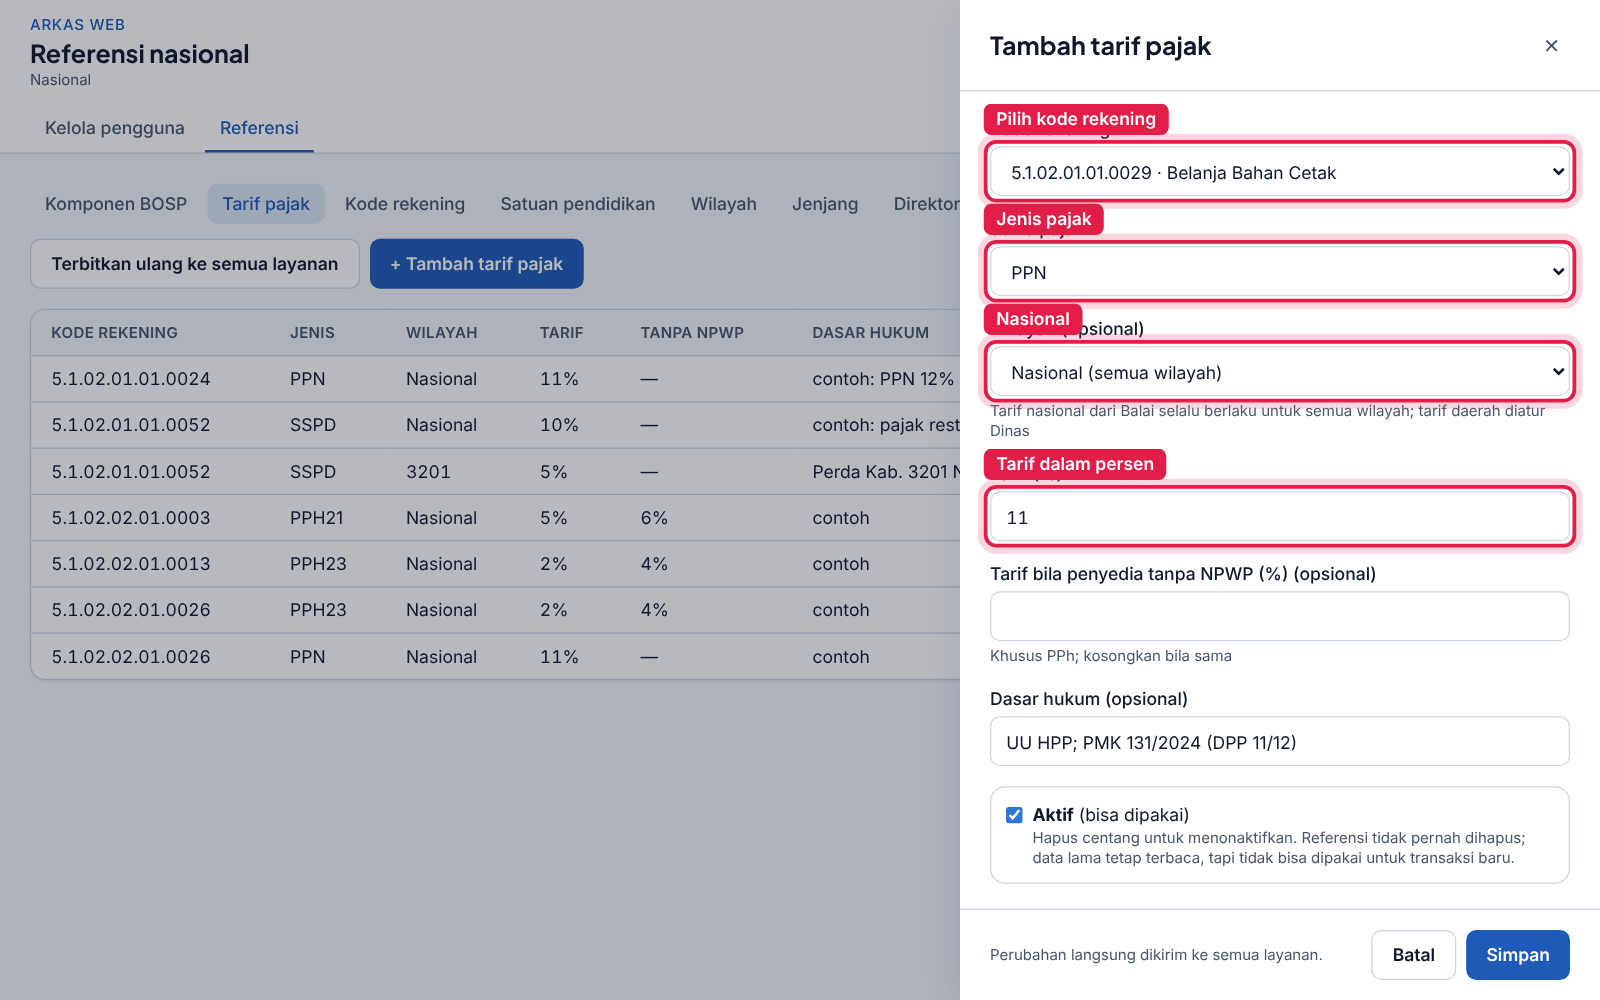 ARKAS WEB
Referensi nasional
Nasional
Kelola pengguna
Referensi
Komponen BOSP
Tarif pajak
Kode rekening
Satuan pendidikan
Wilayah
Jenjang
Terbitkan ulang ke semua layanan
+ Tambah tarif pajak
KODE REKENING JENIS WILAYAH TARIF TANPA NPWP DASAR HUKUM
5.1.02.01.01.0024 PPN Nasional 11% — contoh: PPN 12%
5.1.02.01.01.0052 SSPD Nasional 10% — contoh: pajak rest
5.1.02.01.01.0052 SSPD 3201 5% — Perda Kab. 3201
5.1.02.02.01.0003 PPH21 Nasional 5% 6% contoh
5.1.02.02.01.0013 PPH23 Nasional 2% 4% contoh
5.1.02.02.01.0026 PPH23 Nasional 2% 4% contoh
5.1.02.02.01.0026 PPN Nasional 11% — contoh
Tambah tarif pajak
Pilih kode rekening
5.1.02.01.01.0029 · Belanja Bahan Cetak
Jenis pajak
PPN
Nasional
Nasional (semua wilayah)
Tarif nasional dari Balai selalu berlaku untuk semua wilayah; tarif daerah diatur
Dinas
Tarif dalam persen
11
Tarif bila penyedia tanpa NPWP (%) (opsional)
Khusus PPh; kosongkan bila sama
Dasar hukum (opsional)
UU HPP; PMK 131/2024 (DPP 11/12)
Aktif (bisa dipakai)
Hapus centang untuk menonaktifkan. Referensi tidak pernah dihapus;
data lama tetap terbaca, tapi tidak bisa dipakai untuk transaksi baru.
Perubahan langsung dikirim ke semua layanan.
Batal
Simpan